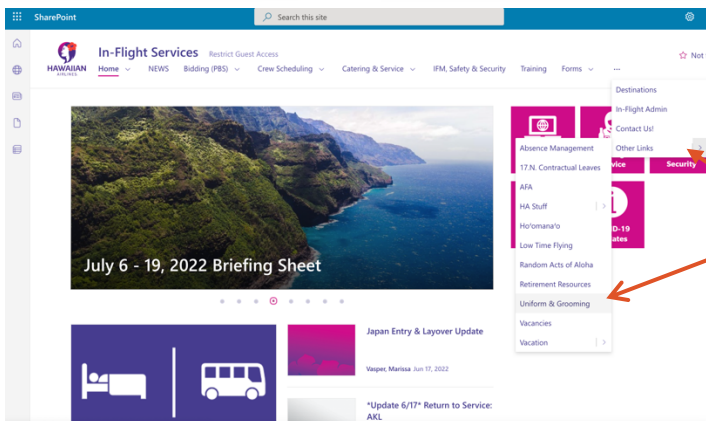 SharePoint
Search this site
In-Flight Services
Restrict Guest Access
HAWAIIAN
AIRLINES
Home
NEWS
Bidding (PBS)
Crew Scheduling
Catering & Service
IFM, Safety & Security
Training
Forms
...
Not
Destinations
In-Flight Admin
Contact Us!
Other Links
Absence Management
17.N. Contractual Leaves
AFA
HA Stuff
Ho'omana'o
Low Time Flying
Random Acts of Aloha
Retirement Resources
Uniform & Grooming
Vacancies
Vacation
Security
July 6 - 19, 2022 Briefing Sheet
Japan Entry & Layover Update
Vasper, Marissa Jun 17, 2022
*Update 6/17* Return to Service:
AKL